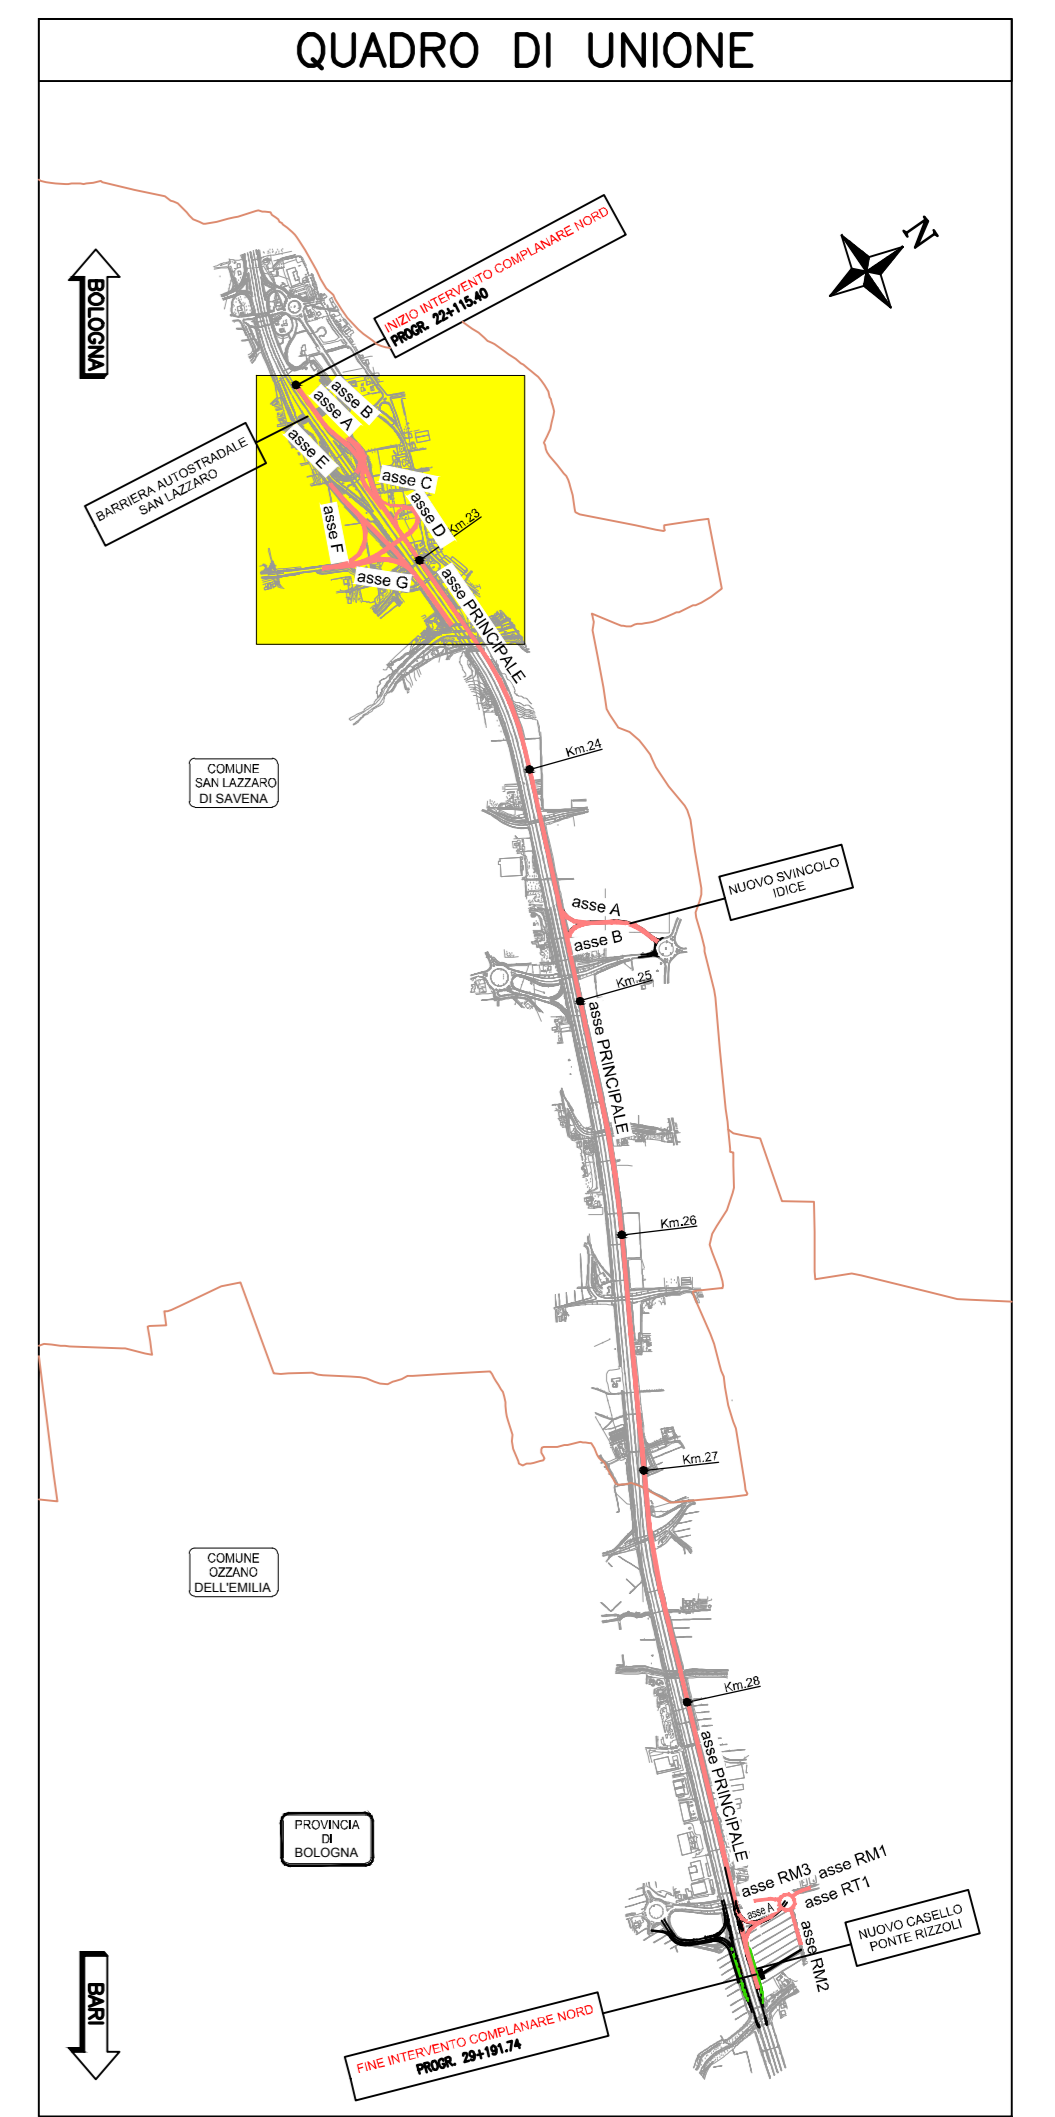 QUADRO DI UNIONE
N
BOLOGNA
INIZIO INTERVENTO COMPLANARE NORD
PROGR. 22+115.40
asse B
asse A
BARRIERA AUTOSTRADALE
SAN LAZZARO
asse E
asse C
asse D
Km.23
asse F
asse G
asse PRINCIPALE
Km.24
COMUNE
SAN LAZZARO
DI SAVENA
NUOVO SVINCOLO
IDICE
asse A
asse B
Km.25
asse PRINCIPALE
Km.26
Km.27
COMUNE
OZZANO
DELL'EMILIA
Km.28
asse PRINCIPALE
PROVINCIA
DI
BOLOGNA
asse RM3
asse RM1
asse RT1
asse A
asse RM2
NUOVO CASELLO
PONTE RIZZOLI
BARI
FINE INTERVENTO COMPLANARE NORD
PROGR. 29+191.74